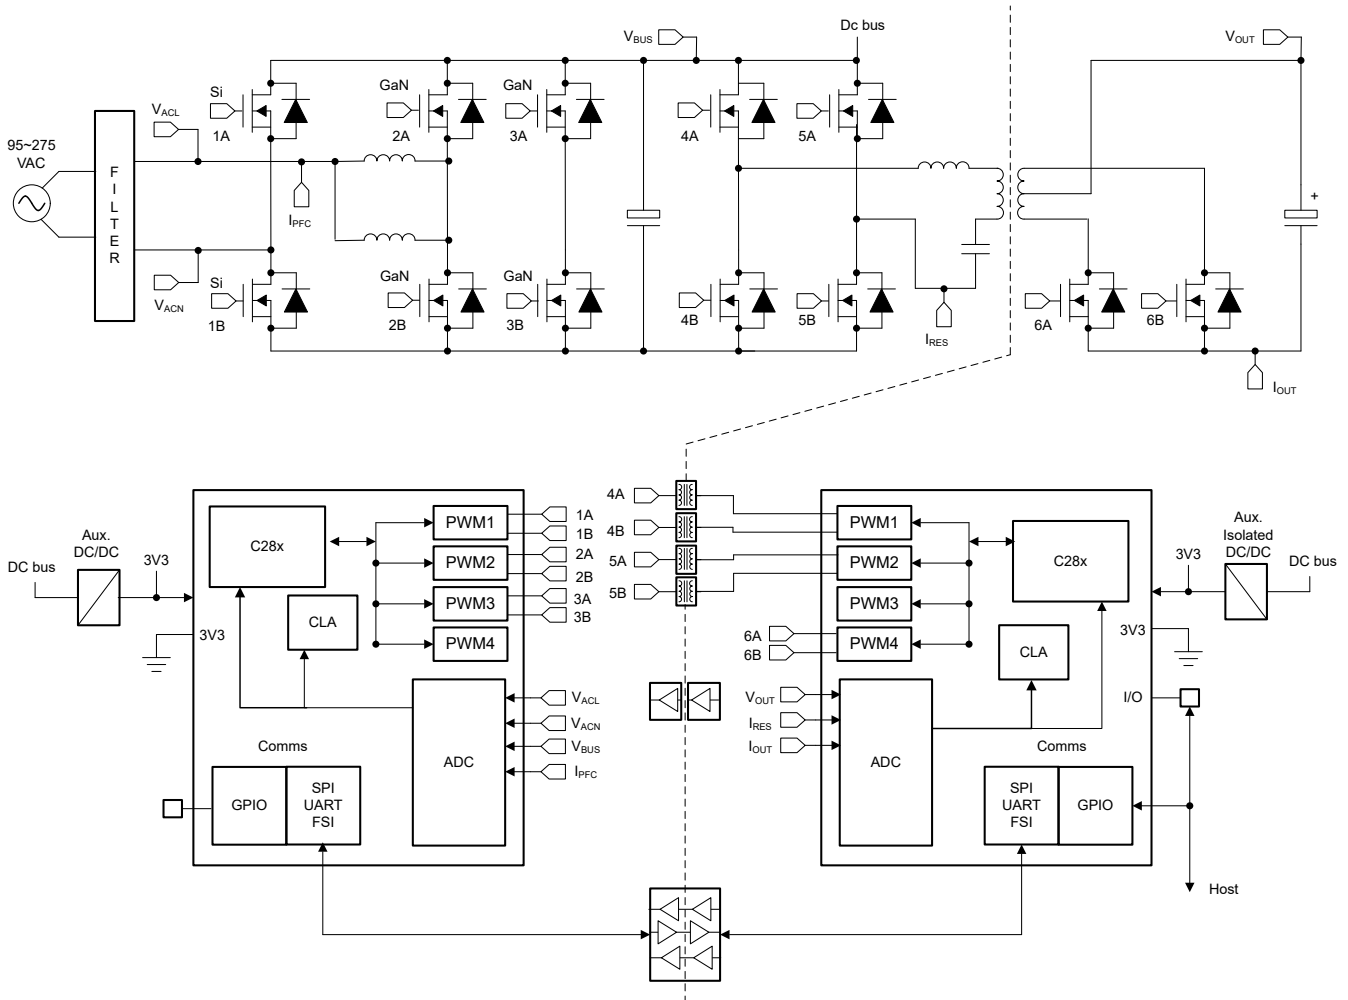 Dc bus
VBUS
VOUT
Si
GaN
GaN
VACL
1A
2A
3A
4A
5A
95~275
VAC
FILTER
IPFC
Si
GaN
GaN
VACN
1B
2B
3B
4B
5B
6A
6B
IRES
IOUT
4A
4B
5A
5B
Aux.
DC/DC
DC bus
3V3
3V3
C28x
CLA
PWM1
PWM2
PWM3
PWM4
1A
1B
2A
2B
3A
3B
ADC
VACL
VACN
VBUS
IPFC
Comms
GPIO
SPI
UART
FSI
PWM1
PWM2
PWM3
PWM4
6A
6B
C28x
CLA
VOUT
IRES
IOUT
ADC
Comms
SPI
UART
FSI
GPIO
Aux.
Isolated
DC/DC
3V3
DC bus
3V3
I/O
Host
+